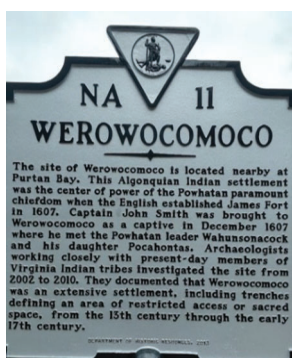 NA 11
WEROWOCOMOCO
The site of Werowocomoco is located nearby at
Purtan Bay. This Algonquian Indian settlement
was the center of power of the Powhatan paramount
chiefdom when the English established James Fort
in 1607. Captain John Smith was brought to
Werowocomoco as a captive in December 1607
where he met the Powhatan leader Wahunsonacock
and his daughter Pocahontas. Archaeologists
working closely with present-day members of
Virginia Indian tribes investigated the site from
2002 to 2010. They documented that Werowocomoco
was an extensive settlement, including trenches
defining an area of restricted access or sacred
space, from the 13th century through the early
17th century.
DEPARTMENT OF HISTORIC RESOURCES,